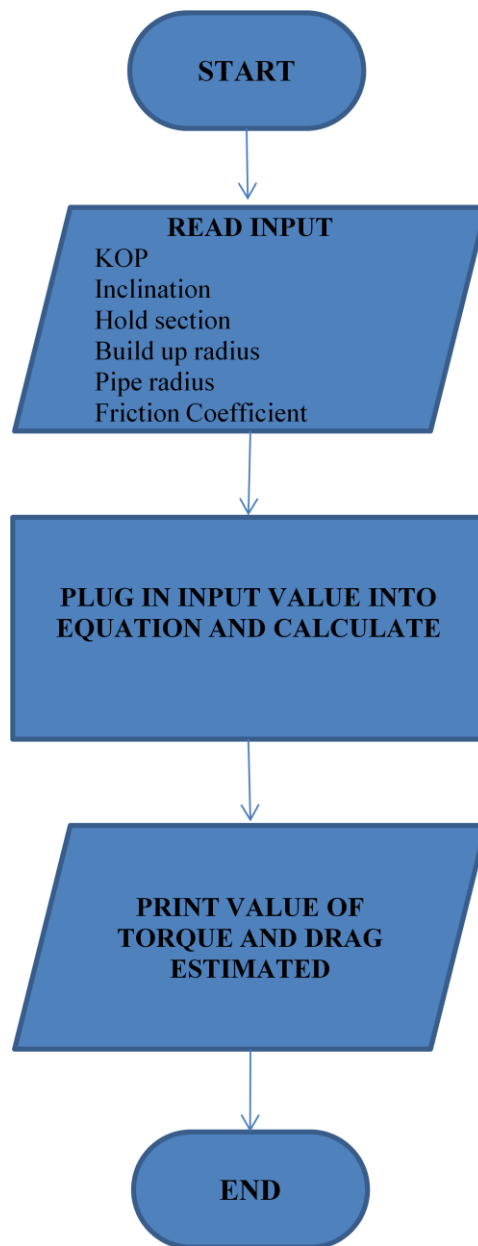 START
READ INPUT
KOP
Inclination
Hold section
Build up radius
Pipe radius
Friction Coefficient
PLUG IN INPUT VALUE INTO
EQUATION AND CALCULATE
PRINT VALUE OF
TORQUE AND DRAG
ESTIMATED
END